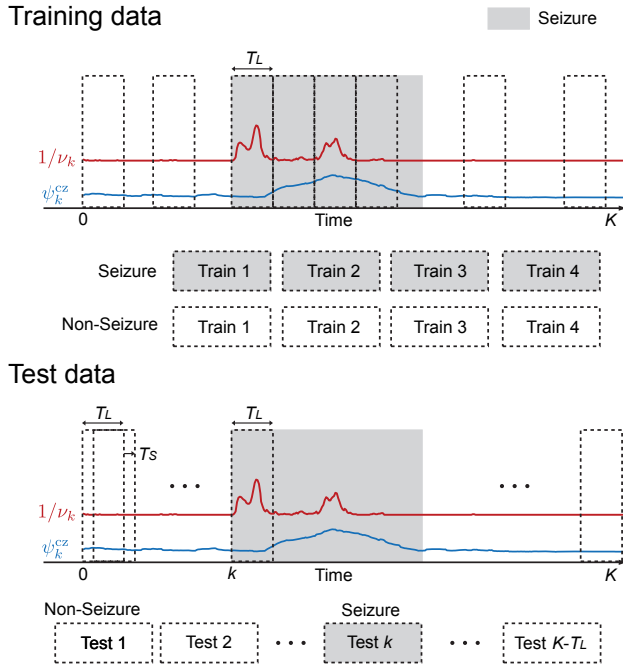 Training data
Seizure
T_L
1/ν_k
ψ_k^cz
0 Time K
Seizure Train 1 Train 2 Train 3 Train 4
Non-Seizure Train 1 Train 2 Train 3 Train 4
Test data
T_L T_L
T_S
• • • • • •
1/ν_k
ψ_k^cz
0 k Time K
Non-Seizure Seizure
Test 1 Test 2 • • • Test k • • • Test K-T_L